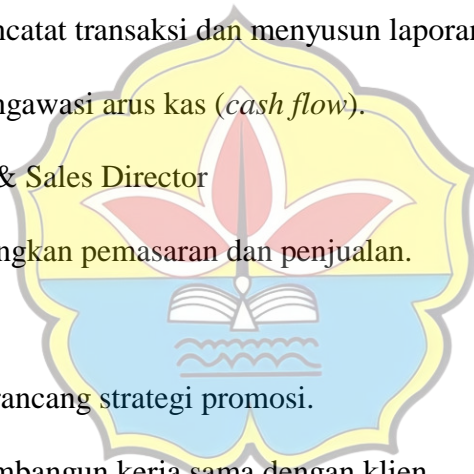 ncatat transaksi dan menyusun laporan
ngawasi arus kas (cash flow).
& Sales Director
ngkan pemasaran dan penjualan.
rancang strategi promosi.
mbangun kerja sama dengan klien